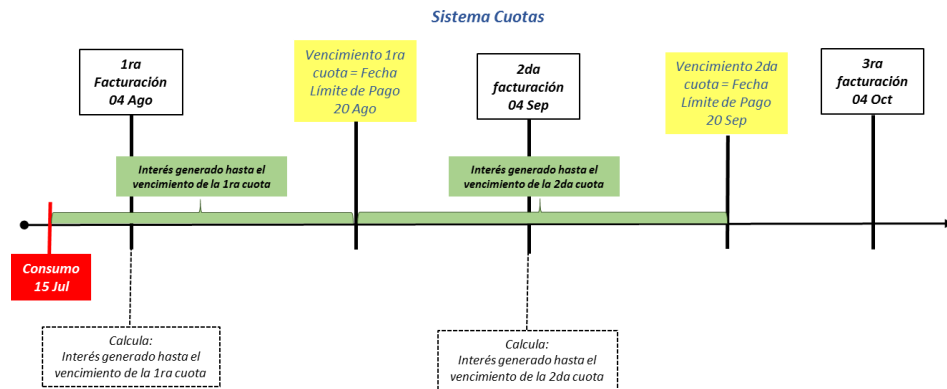 Sistema Cuotas
1ra
Facturación
04 Ago
Vencimiento 1ra
cuota = Fecha
Límite de Pago
20 Ago
2da
facturación
04 Sep
Vencimiento 2da
cuota = Fecha
Límite de Pago
20 Sep
3ra
facturación
04 Oct
Interés generado hasta el
vencimiento de la 1ra cuota
Interés generado hasta el
vencimiento de la 2da cuota
Consumo
15 Jul
Calcula:
Interés generado hasta el
vencimiento de la 1ra cuota
Calcula:
Interés generado hasta el
vencimiento de la 2da cuota